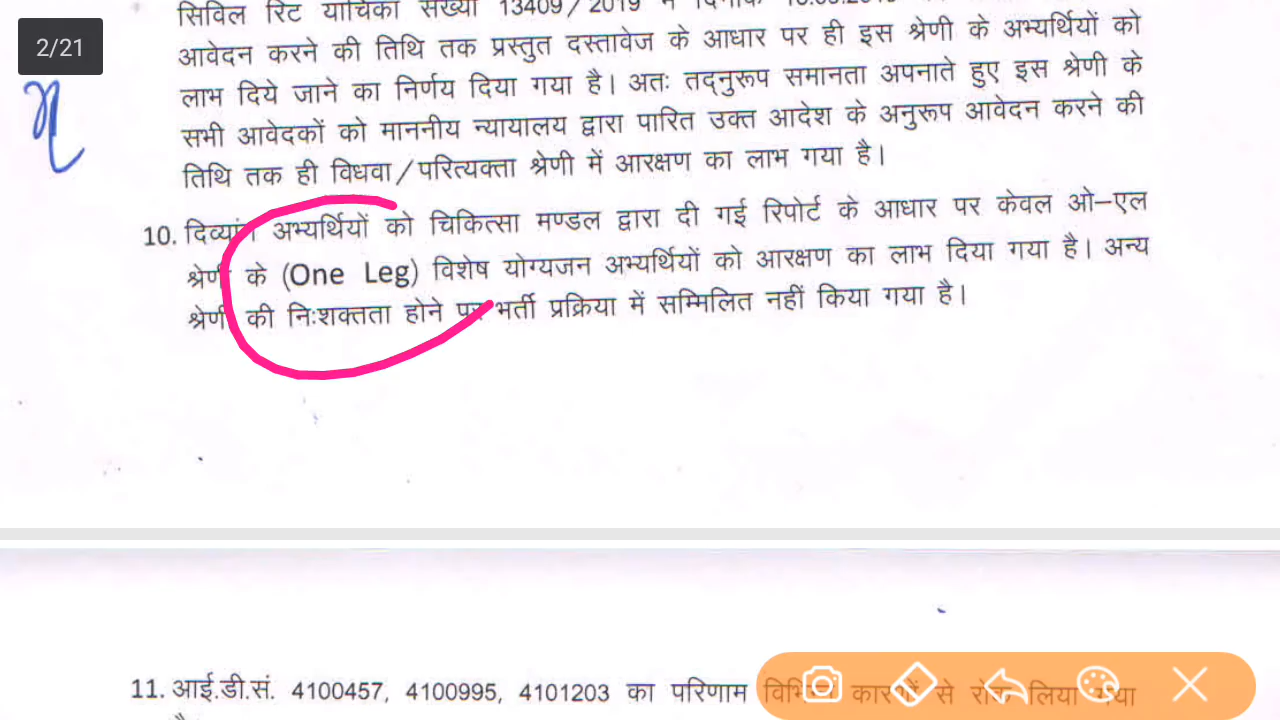 2/21
सिविल रिट याचिका संख्या 13409/2019 में दिनांक
आवेदन करने की तिथि तक प्रस्तुत दस्तावेज के आधार पर ही इस श्रेणी के अभ्यर्थियों को
लाभ दिये जाने का निर्णय दिया गया है। अतः तद्नुरूप समानता अपनाते हुए इस श्रेणी के
सभी आवेदकों को माननीय न्यायालय द्वारा पारित उक्त आदेश के अनुरूप आवेदन करने की
तिथि तक ही विधवा/परित्यक्ता श्रेणी में आरक्षण का लाभ गया है।
10. दिव्यांग अभ्यर्थियों को चिकित्सा मण्डल द्वारा दी गई रिपोर्ट के आधार पर केवल ओ–एल
श्रेणी के (One Leg) विशेष योग्यजन अभ्यर्थियों को आरक्षण का लाभ दिया गया है। अन्य
श्रेणी की निःशक्तता होने पर भर्ती प्रक्रिया में सम्मिलित नहीं किया गया है।
11. आई.डी.सं. 4100457, 4100995, 4101203 का परिणाम विभिन्न कारणों से रोक लिया गया